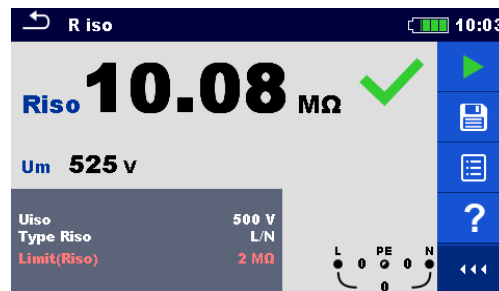 R iso 10:03
Riso 10.08 MΩ
Um 525 V
Uiso 500 V
Type Riso L/N
Limit(Riso) 2 MΩ
L PE N
0 0
0
?